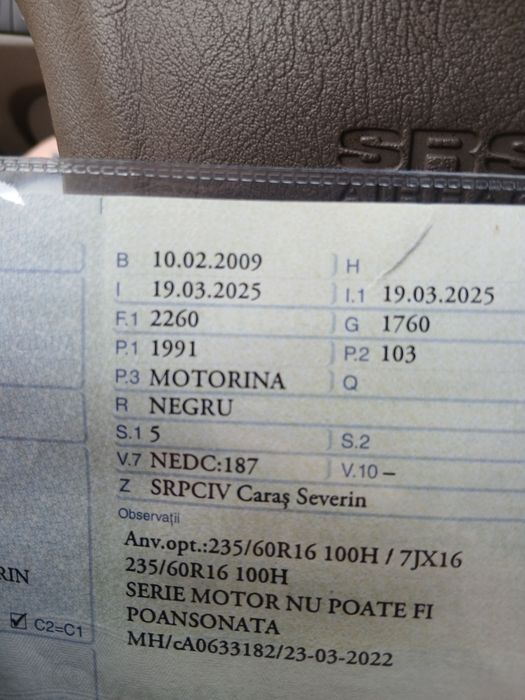 SRS
B 10.02.2009 H
I 19.03.2025 I.1 19.03.2025
F.1 2260 G 1760
P.1 1991 P.2 103
P.3 MOTORINA Q
R NEGRU
S.1 5 S.2
V.7 NEDC:187 V.10 –
Z SRPCIV Caraş Severin
Observaţii
Anv.opt.:235/60R16 100H / 7JX16
235/60R16 100H
SERIE MOTOR NU POATE FI
POANSONATA
MH/cA0633182/23-03-2022
RIN
☑ C2=C1